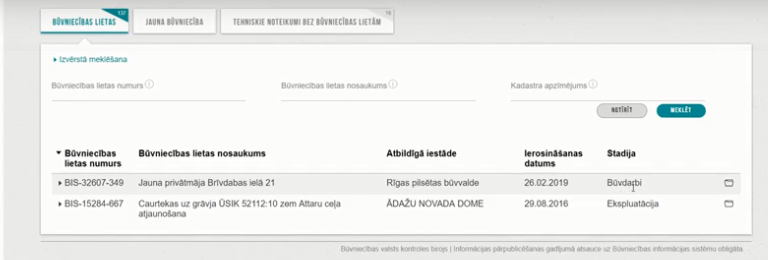 BŪVNIECĪBAS LIETAS
137
JAUNA BŪVNIECĪBA
TEHNISKIE NOTEIKUMI BEZ BŪVNIECĪBAS LIETĀM
Izvērstā meklēšana
Būvniecības lietas numurs
Būvniecības lietas nosaukums
Kadastra apzīmējums
NOTĪRĪT
MEKLĒT
Būvniecības lietas numurs
Būvniecības lietas nosaukums
Atbildīgā iestāde
Ierosināšanas datums
Stadija
BIS-32607-349 Jauna privātmāja Brīvdabas ielā 21 Rīgas pilsētas būvvalde 26.02.2019 Būvdarbi
BIS-15284-667 Caurtekas uz grāvja ŪSIK 52112:10 zem Attaru ceļa ĀDAŽU NOVADA DOME 29.08.2016 Ekspluatācija
atjaunošana
Būvniecības valsts kontroles birojs | Informācijas pārpublicēšanas gadījumā atsauce uz Būvniecības informācijas sistēmu obligāta.